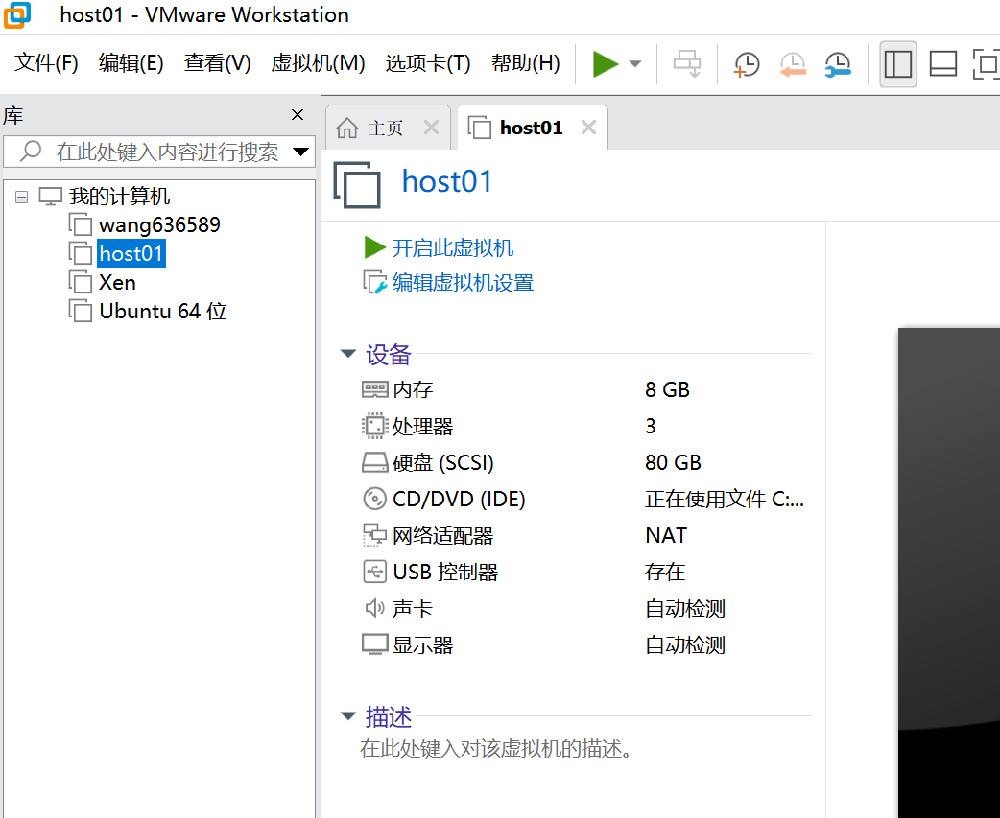 host01 - VMware Workstation
文件(F) 编辑(E) 查看(V) 虚拟机(M) 选项卡(T) 帮助(H)
库
在此处键入内容进行搜索
我的计算机
wang636589
host01
Xen
Ubuntu 64 位
主页 host01
host01
开启此虚拟机
编辑虚拟机设置
设备
内存 8 GB
处理器 3
硬盘 (SCSI) 80 GB
CD/DVD (IDE) 正在使用文件 C:...
网络适配器 NAT
USB 控制器 存在
声卡 自动检测
显示器 自动检测
描述
在此处键入对该虚拟机的描述。